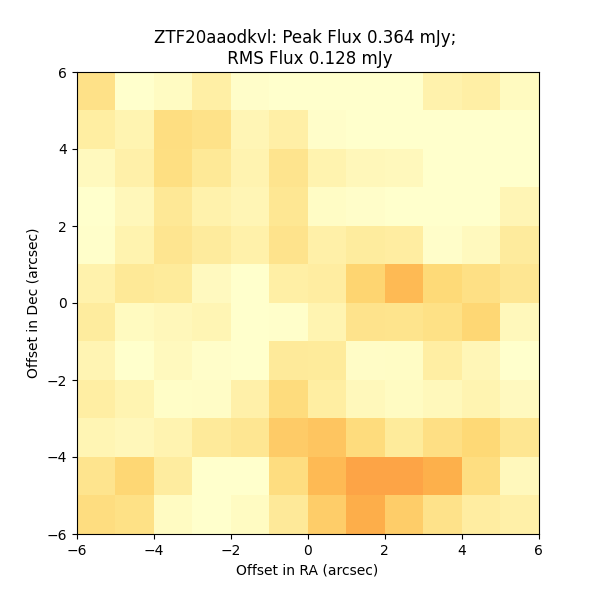 ZTF20aaodkvl: Peak Flux 0.364 mJy;
RMS Flux 0.128 mJy
6
4
2
0
−2
−4
−6
Offset in Dec (arcsec)
−6 −4 −2 0 2 4 6
Offset in RA (arcsec)